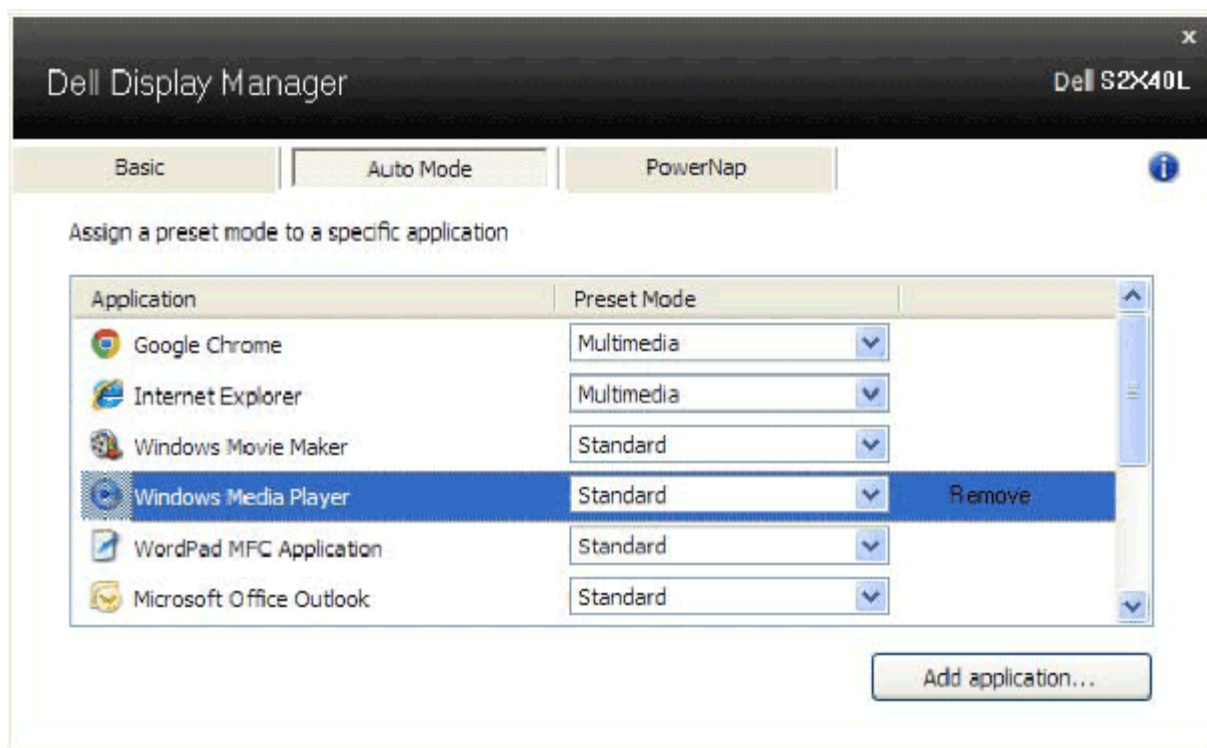 x
Dell Display Manager
Dell S2X40L
Basic Auto Mode PowerNap
Assign a preset mode to a specific application
Application Preset Mode
Google Chrome Multimedia
Internet Explorer Multimedia
Windows Movie Maker Standard
Windows Media Player Standard Remove
WordPad MFC Application Standard
Microsoft Office Outlook Standard
Add application...